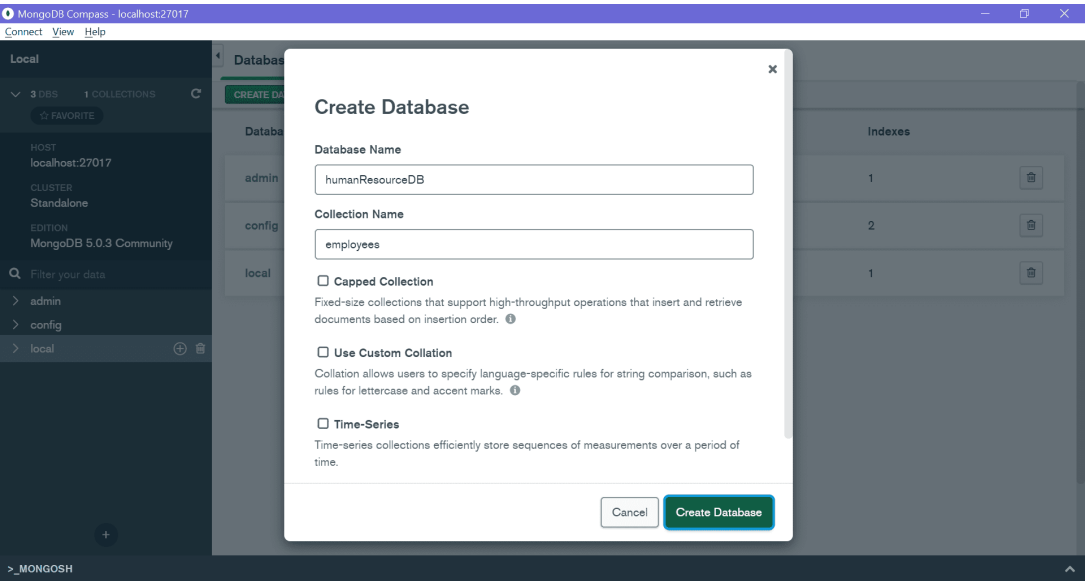 MongoDB Compass - localhost:27017
Connect View Help
Local
3 DBS 1 COLLECTIONS
FAVORITE
HOST
localhost:27017
CLUSTER
Standalone
EDITION
MongoDB 5.0.3 Community
Filter your data
admin
config
local
Databas
CREATE DA
Databa
Indexes
admin
1
config
2
local
1
Create Database
Database Name
humanResourceDB
Collection Name
employees
Capped Collection
Fixed-size collections that support high-throughput operations that insert and retrieve
documents based on insertion order.
Use Custom Collation
Collation allows users to specify language-specific rules for string comparison, such as
rules for lettercase and accent marks.
Time-Series
Time-series collections efficiently store sequences of measurements over a period of
time.
Cancel Create Database
>_MONGOSH